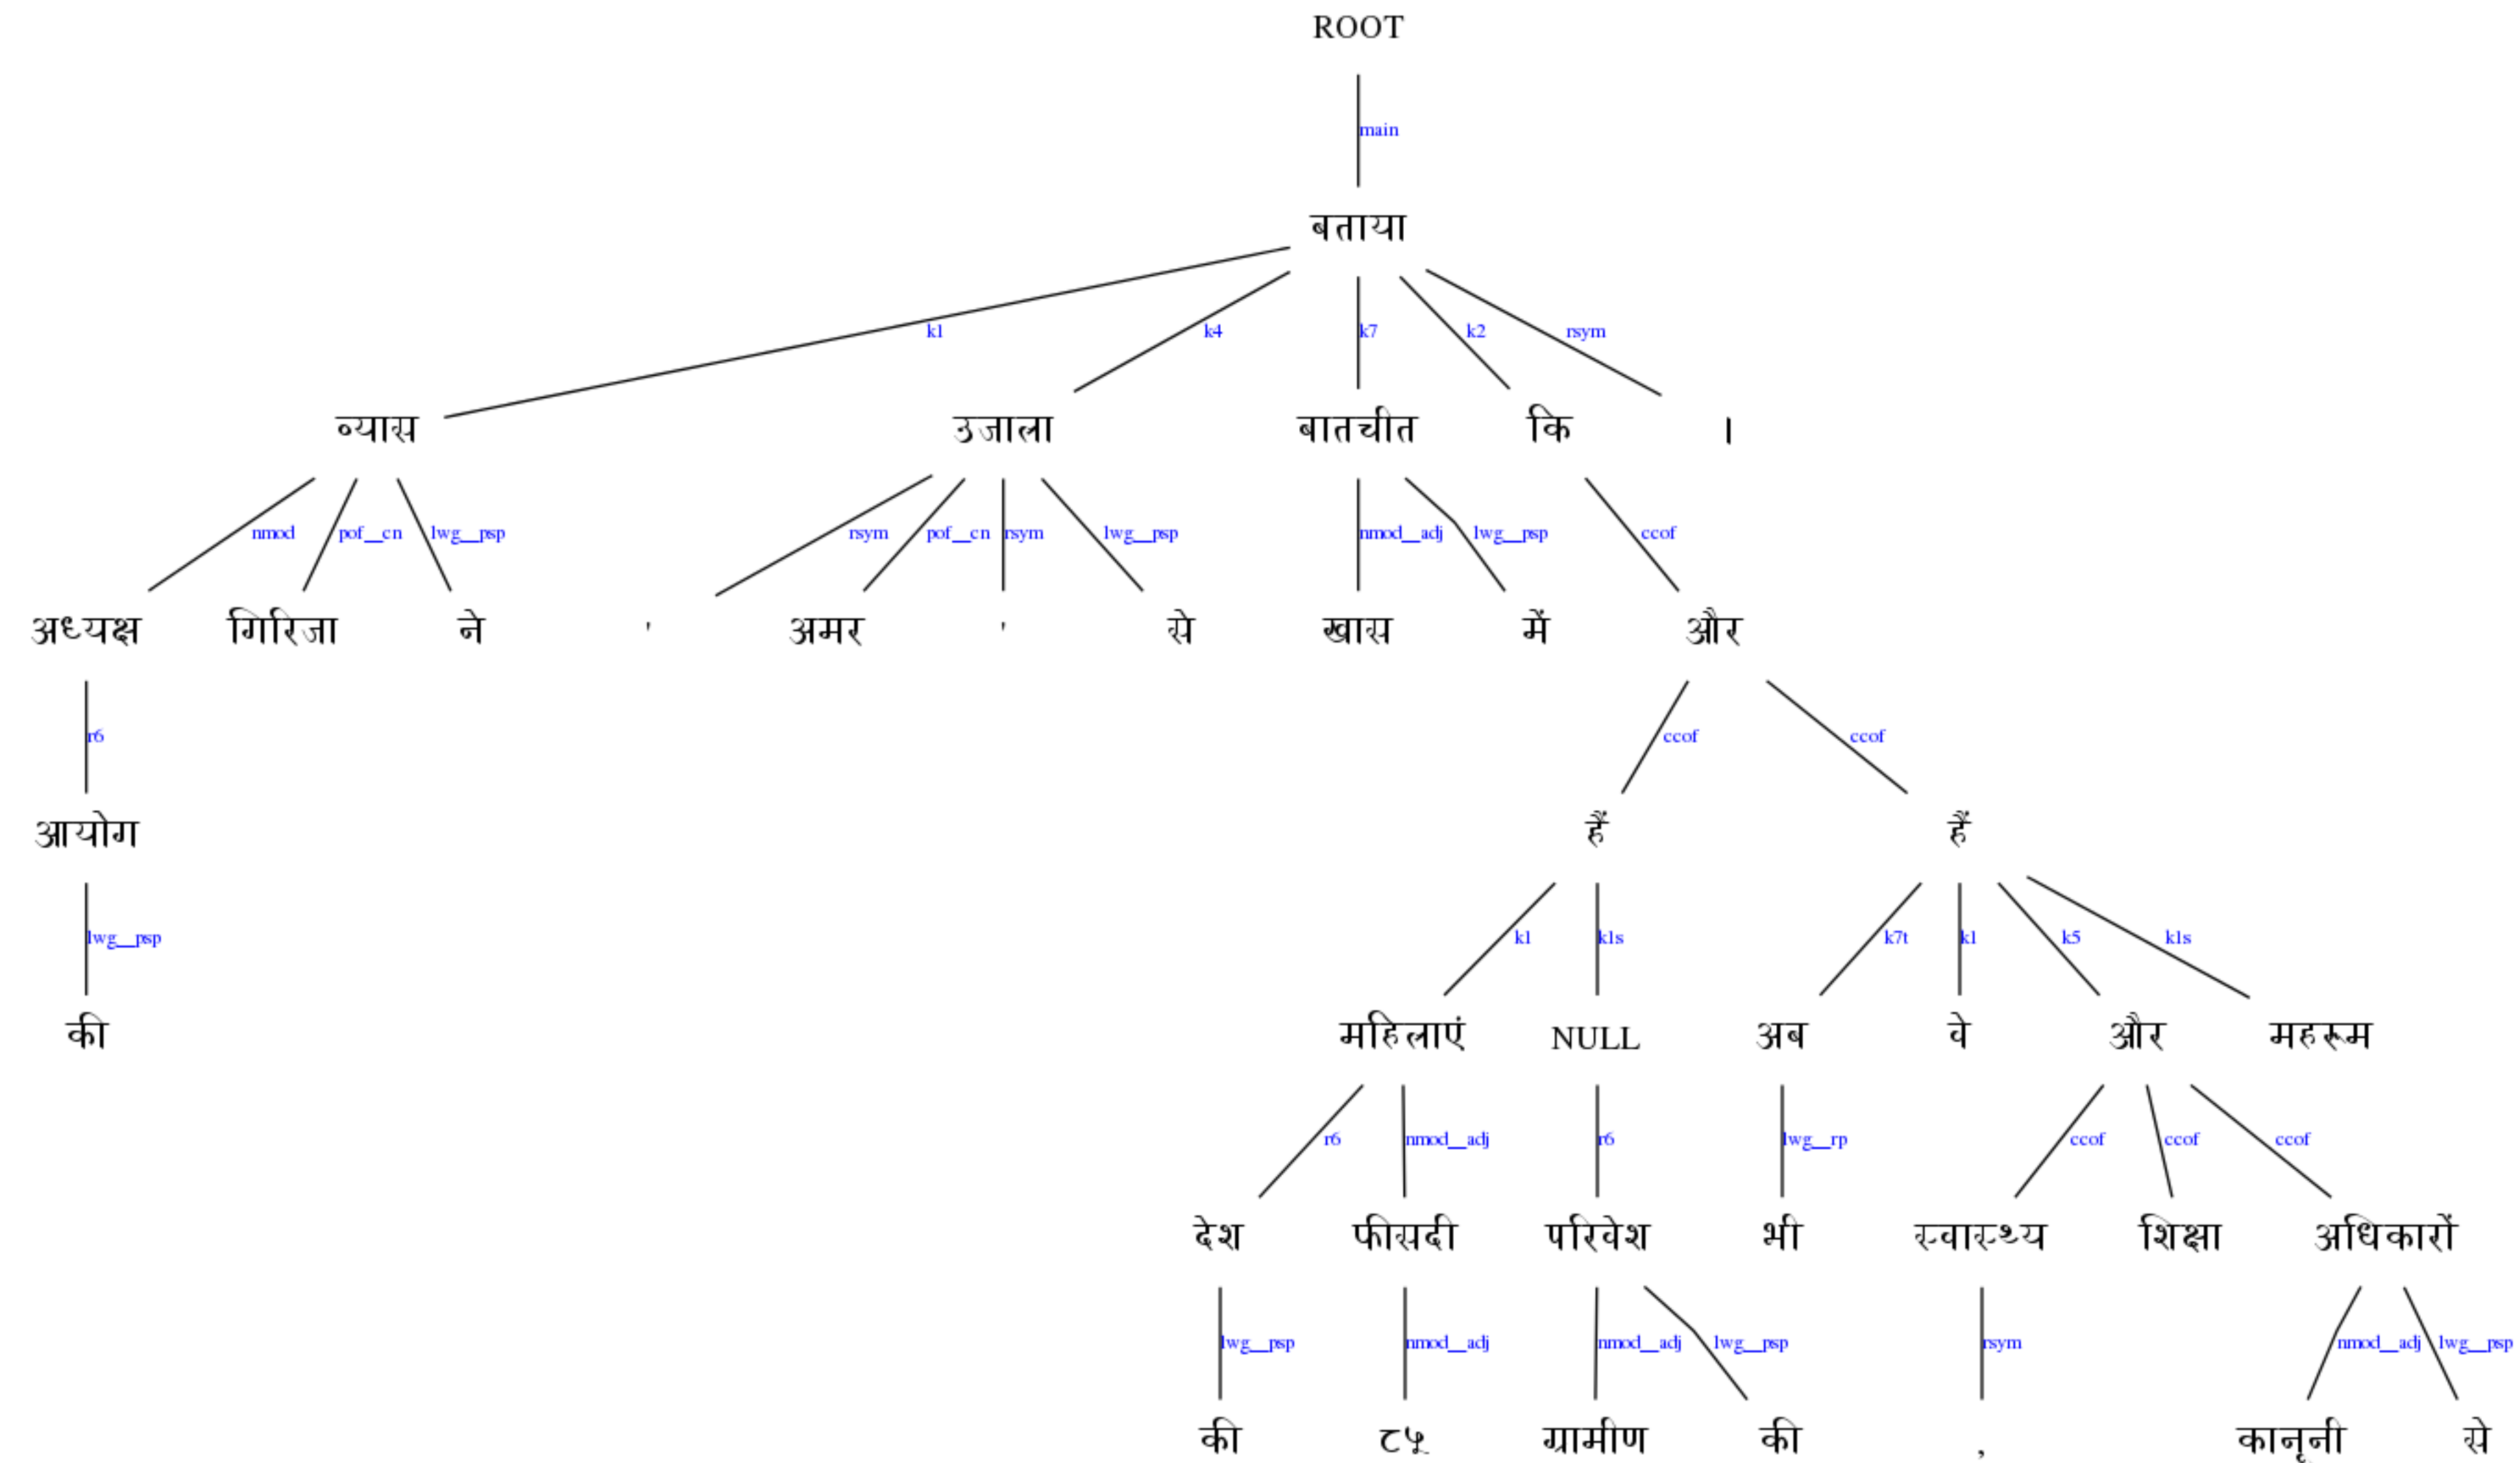 ROOT
main
बताया
k1 k4 k7 k2 rsym
व्यास उजाला बातचीत कि ।
nmod pof__cn lwg__psp rsym pof__cn rsym lwg__psp nmod__adj lwg__psp ccof
अध्यक्ष गिरिजा ने ' अमर ' से खास में और
r6 ccof ccof
आयोग हैं हैं
lwg__psp k1 k1s k7t k1 k5 k1s
की महिलाएं NULL अब वे और महरूम
r6 nmod__adj r6 lwg__rp ccof ccof ccof
देश फीसदी परिवेश भी स्वास्थ्य शिक्षा अधिकारों
lwg__psp nmod__adj nmod__adj lwg__psp rsym nmod__adj lwg__psp
की ८५ ग्रामीण की , कानूनी से